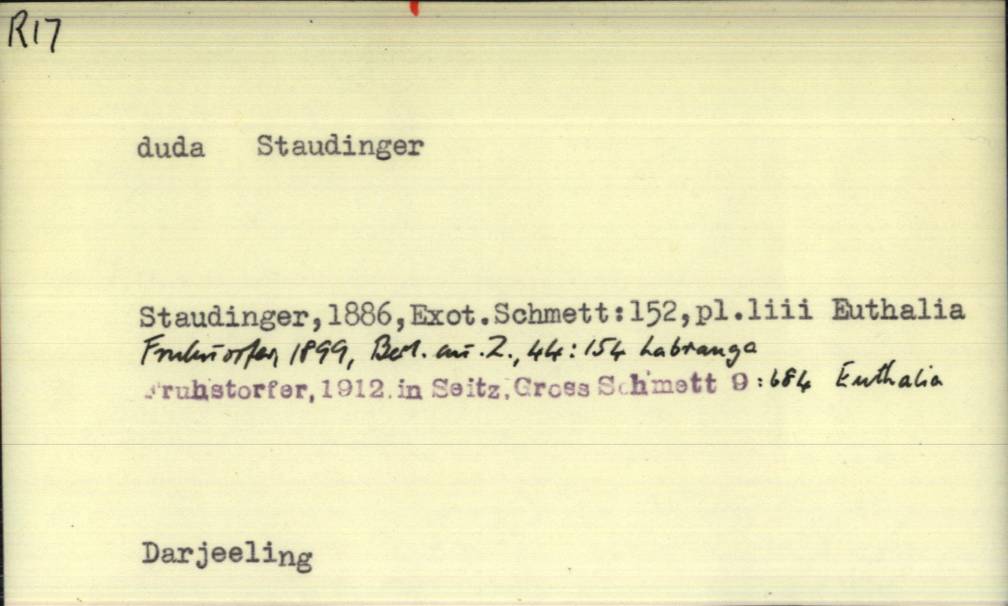 R17
duda Staudinger
Staudinger,1886,Exot.Schmett:152,pl.liii Euthalia
Fruhstorfer, 1899, Berl. ent. Z., 44:154 Labranga
Fruhstorfer,1912.in Seitz,Gross Schmett 9:684 Euthalia
Darjeeling